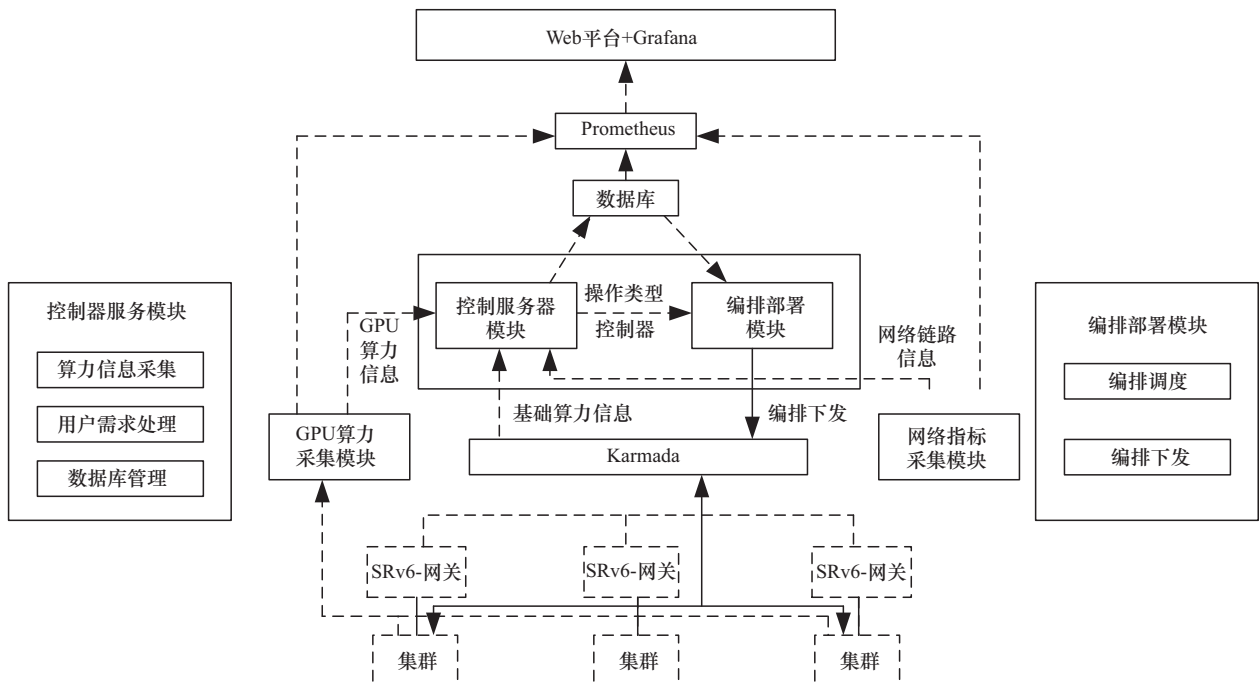 Web平台+Grafana
Prometheus
数据库
控制器服务模块
算力信息采集
用户需求处理
数据库管理
GPU
算力
信息
控制服务器
模块
操作类型
控制器
编排部署
模块
网络链路
信息
编排部署模块
编排调度
编排下发
基础算力信息
编排下发
GPU算力
采集模块
Karmada
网络指标
采集模块
SRv6-网关
SRv6-网关
SRv6-网关
集群
集群
集群